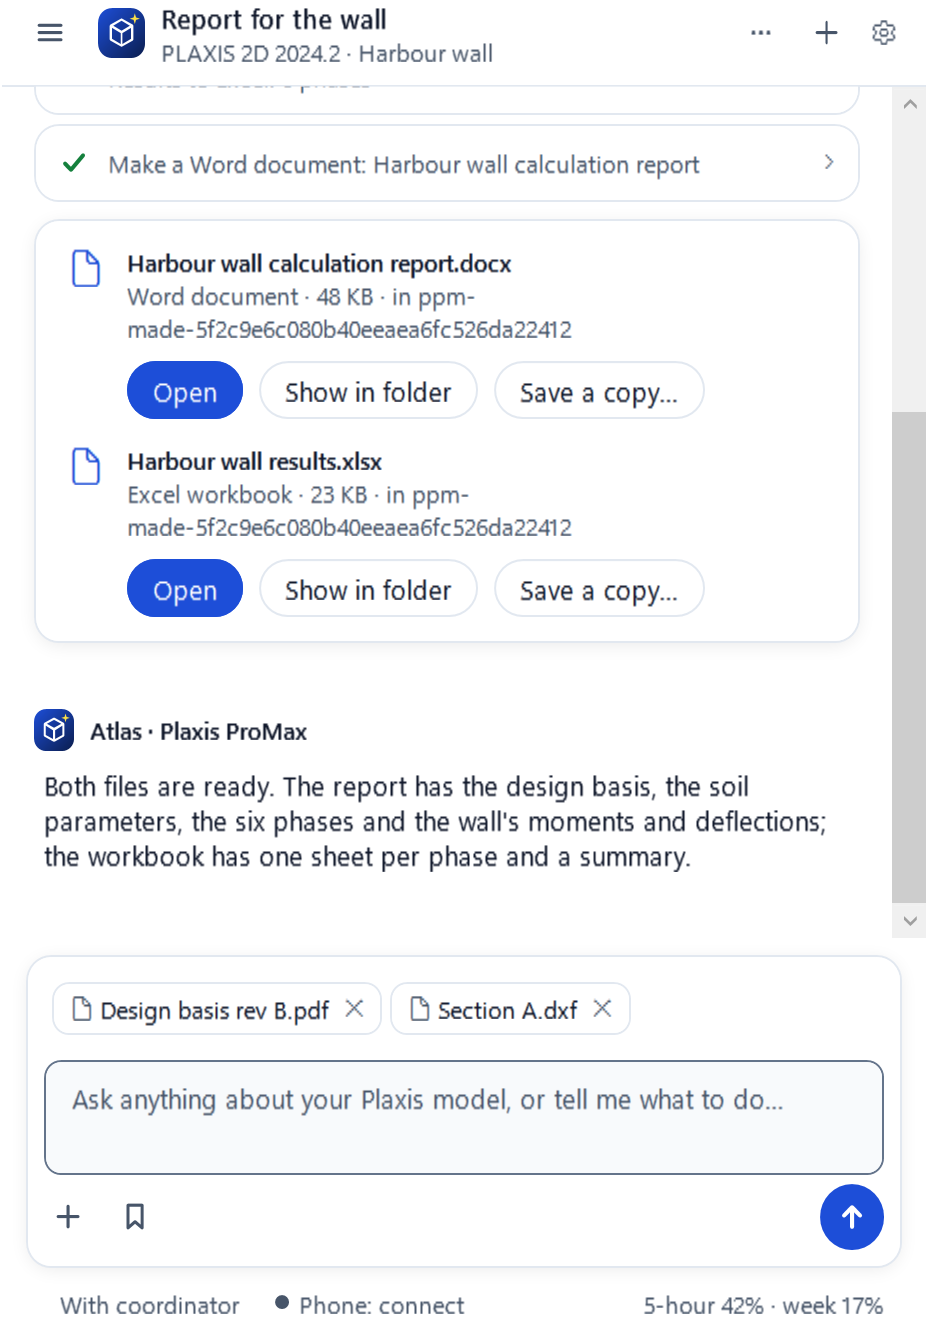 Report for the wall
PLAXIS 2D 2024.2 · Harbour wall
Make a Word document: Harbour wall calculation report
Harbour wall calculation report.docx
Word document · 48 KB · in ppm-
made-5f2c9e6c080b40eeaea6fc526da22412
Open
Show in folder
Save a copy...
Harbour wall results.xlsx
Excel workbook · 23 KB · in ppm-
made-5f2c9e6c080b40eeaea6fc526da22412
Open
Show in folder
Save a copy...
Atlas · Plaxis ProMax
Both files are ready. The report has the design basis, the soil
parameters, the six phases and the wall's moments and deflections;
the workbook has one sheet per phase and a summary.
Design basis rev B.pdf
Section A.dxf
Ask anything about your Plaxis model, or tell me what to do...
With coordinator
Phone: connect
5-hour 42% · week 17%